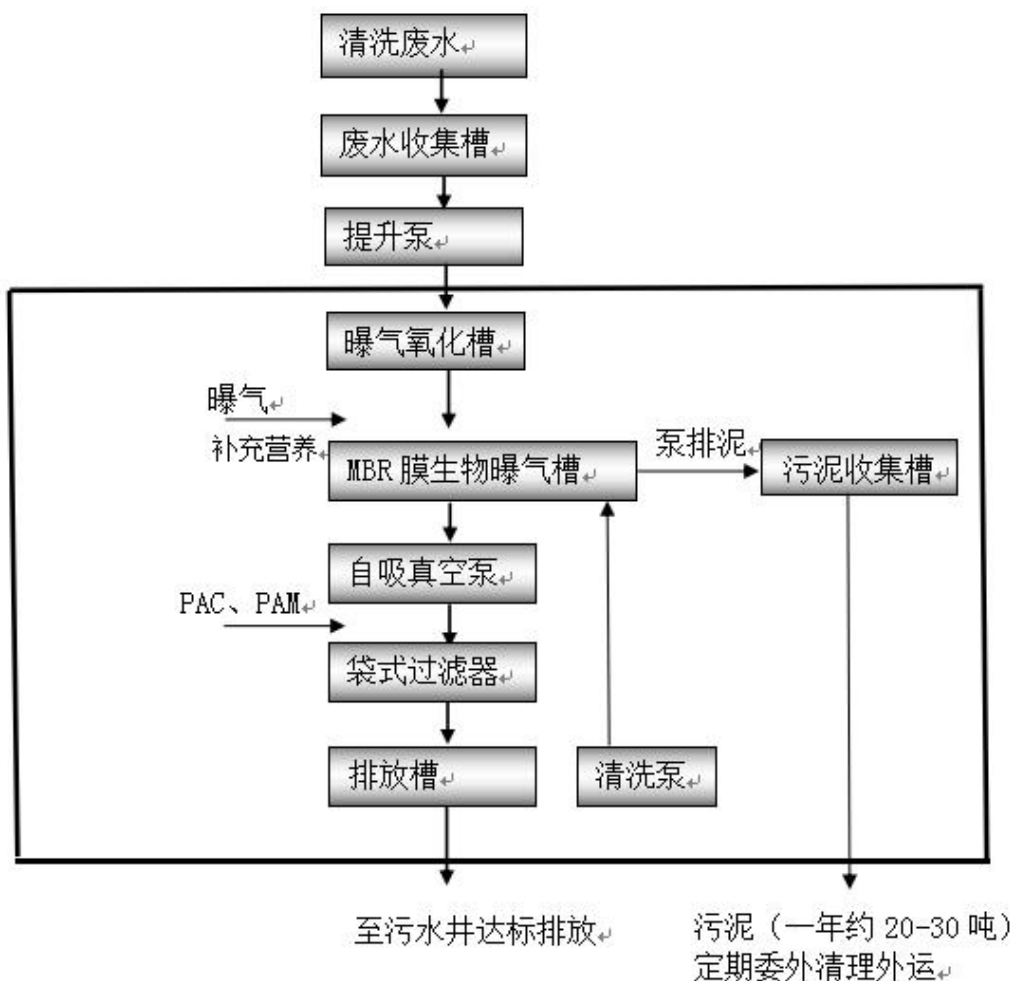 清洗废水
废水收集槽
提升泵
曝气氧化槽
曝气
补充营养
MBR 膜生物曝气槽
泵排泥
污泥收集槽
自吸真空泵
PAC、PAM
袋式过滤器
排放槽
清洗泵
至污水井达标排放
污泥（一年约 20-30 吨）
定期委外清理外运